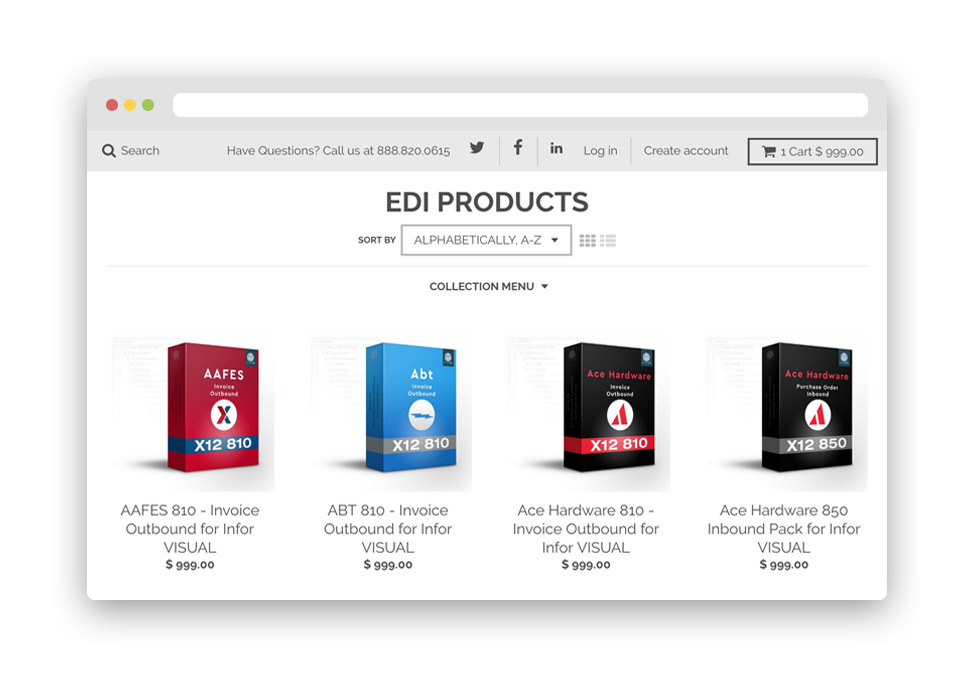 Search
Have Questions? Call us at 888.820.0615
Log in
Create account
1 Cart $ 999.00
EDI PRODUCTS
SORT BY
ALPHABETICALLY, A-Z
COLLECTION MENU
AAFES
Invoice
Outbound
X12 810
Abt
Invoice
Outbound
X12 810
Ace Hardware
Invoice
Outbound
X12 810
Ace Hardware
Purchase Order
Inbound
X12 850
AAFES 810 - Invoice
Outbound for Infor
VISUAL
$ 999.00
ABT 810 - Invoice
Outbound for Infor
VISUAL
$ 999.00
Ace Hardware 810 -
Invoice Outbound for
Infor VISUAL
$ 999.00
Ace Hardware 850
Inbound Pack for Infor
VISUAL
$ 999.00